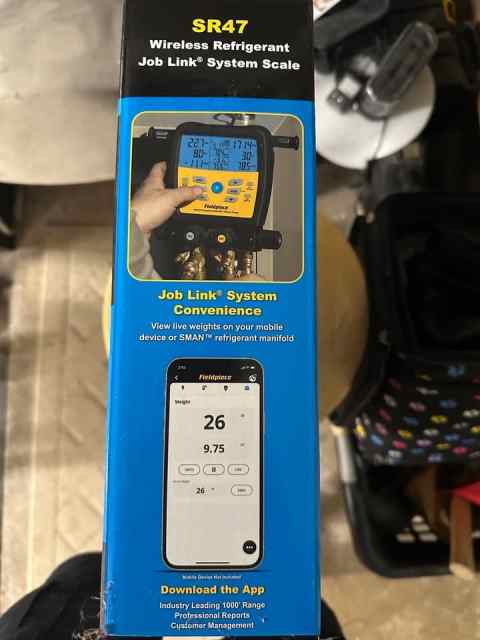 SR47
Wireless Refrigerant
Job Link® System Scale
Fieldpiece
Job Link® System
Convenience
View live weights on your mobile
device or SMAN™ refrigerant manifold
Fieldpiece
Weight
26
9.75
26
Mobile Device Not Included
Download the App
Industry Leading 1000' Range
Professional Reports
Customer Management